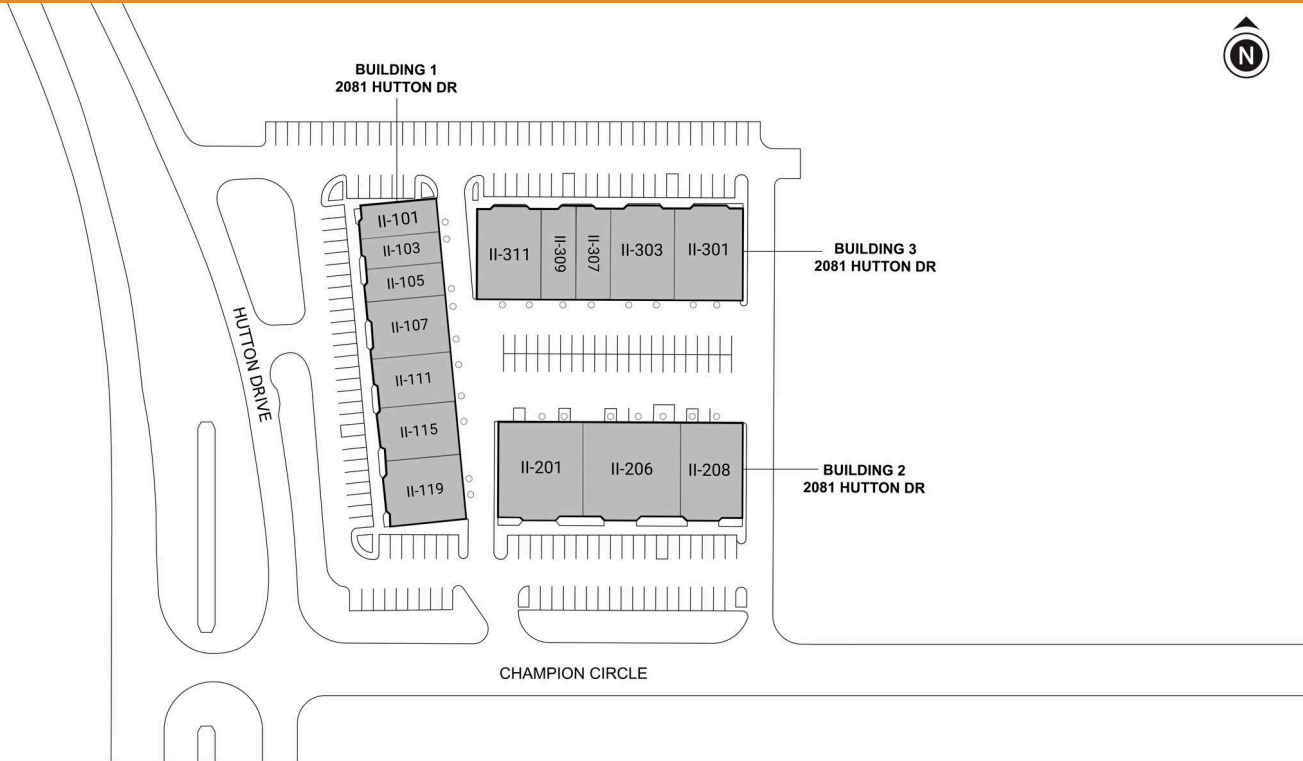 N
BUILDING 1
2081 HUTTON DR
II-101
II-103
II-105
II-107
II-111
II-115
II-119
II-311
II-309
II-307
II-303
II-301
BUILDING 3
2081 HUTTON DR
HUTTON DRIVE
II-201
II-206
II-208
BUILDING 2
2081 HUTTON DR
CHAMPION CIRCLE